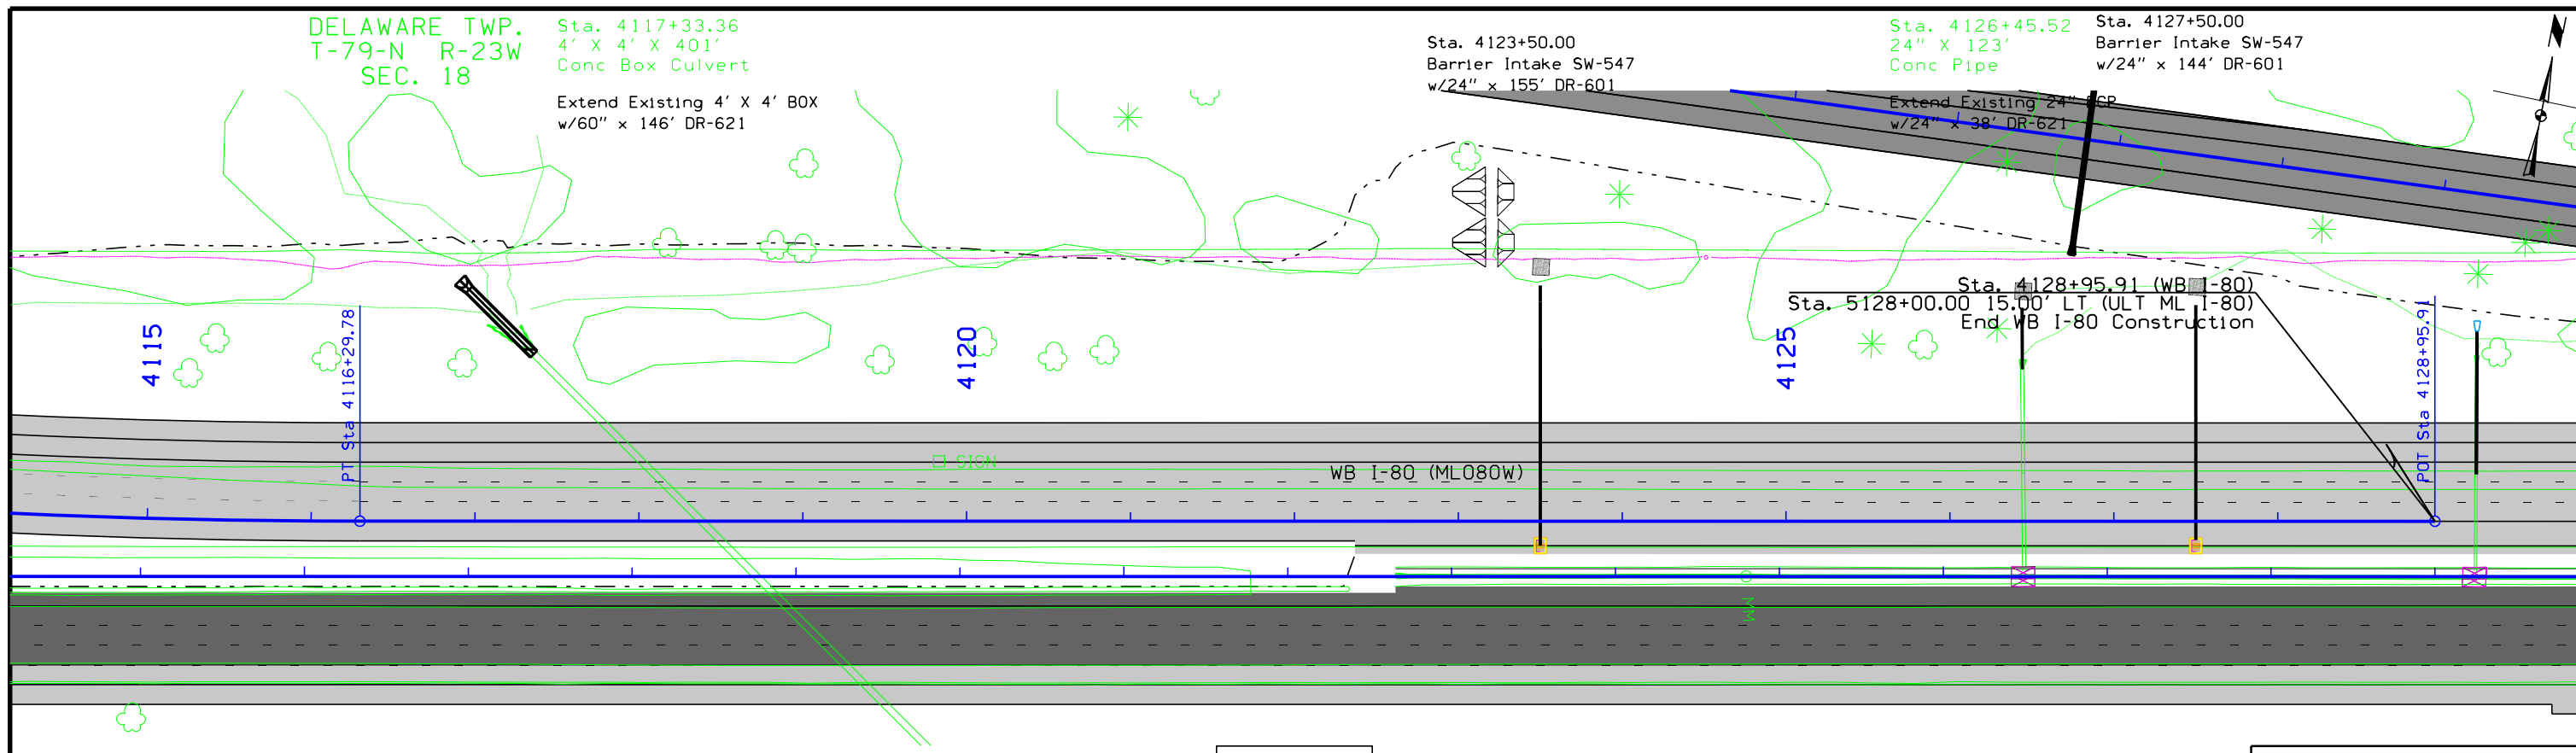 DELAWARE TWP.
T-79-N R-23W
SEC. 18
Sta. 4117+33.36
4' X 4' X 401'
Conc Box Culvert
Extend Existing 4' X 4' BOX
w/60" x 146' DR-621
Sta. 4123+50.00
Barrier Intake SW-547
w/24" x 155' DR-601
Sta. 4126+45.52
24" X 123'
Conc Pipe
Extend Existing 24" RCP
w/24" x 38' DR-621
Sta. 4127+50.00
Barrier Intake SW-547
w/24" x 144' DR-601
N
Sta. 4128+95.91 (WB I-80)
Sta. 5128+00.00 15.00' LT (ULT ML I-80)
End WB I-80 Construction
4115
PT Sta 4116+29.78
4120
4125
POT Sta 4128+95.91
SIGN
WB I-80 (ML080W)
MM